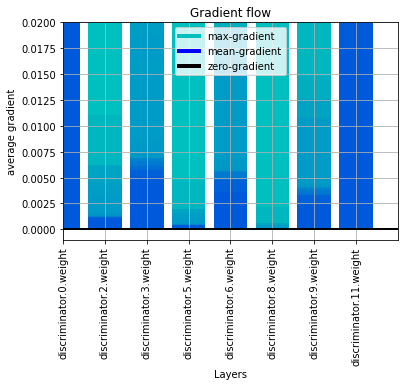 Gradient flow
max-gradient
mean-gradient
zero-gradient
average gradient
0.0200
0.0175
0.0150
0.0125
0.0100
0.0075
0.0050
0.0025
0.0000
discriminator.0.weight
discriminator.2.weight
discriminator.3.weight
discriminator.5.weight
discriminator.6.weight
discriminator.8.weight
discriminator.9.weight
discriminator.11.weight
Layers